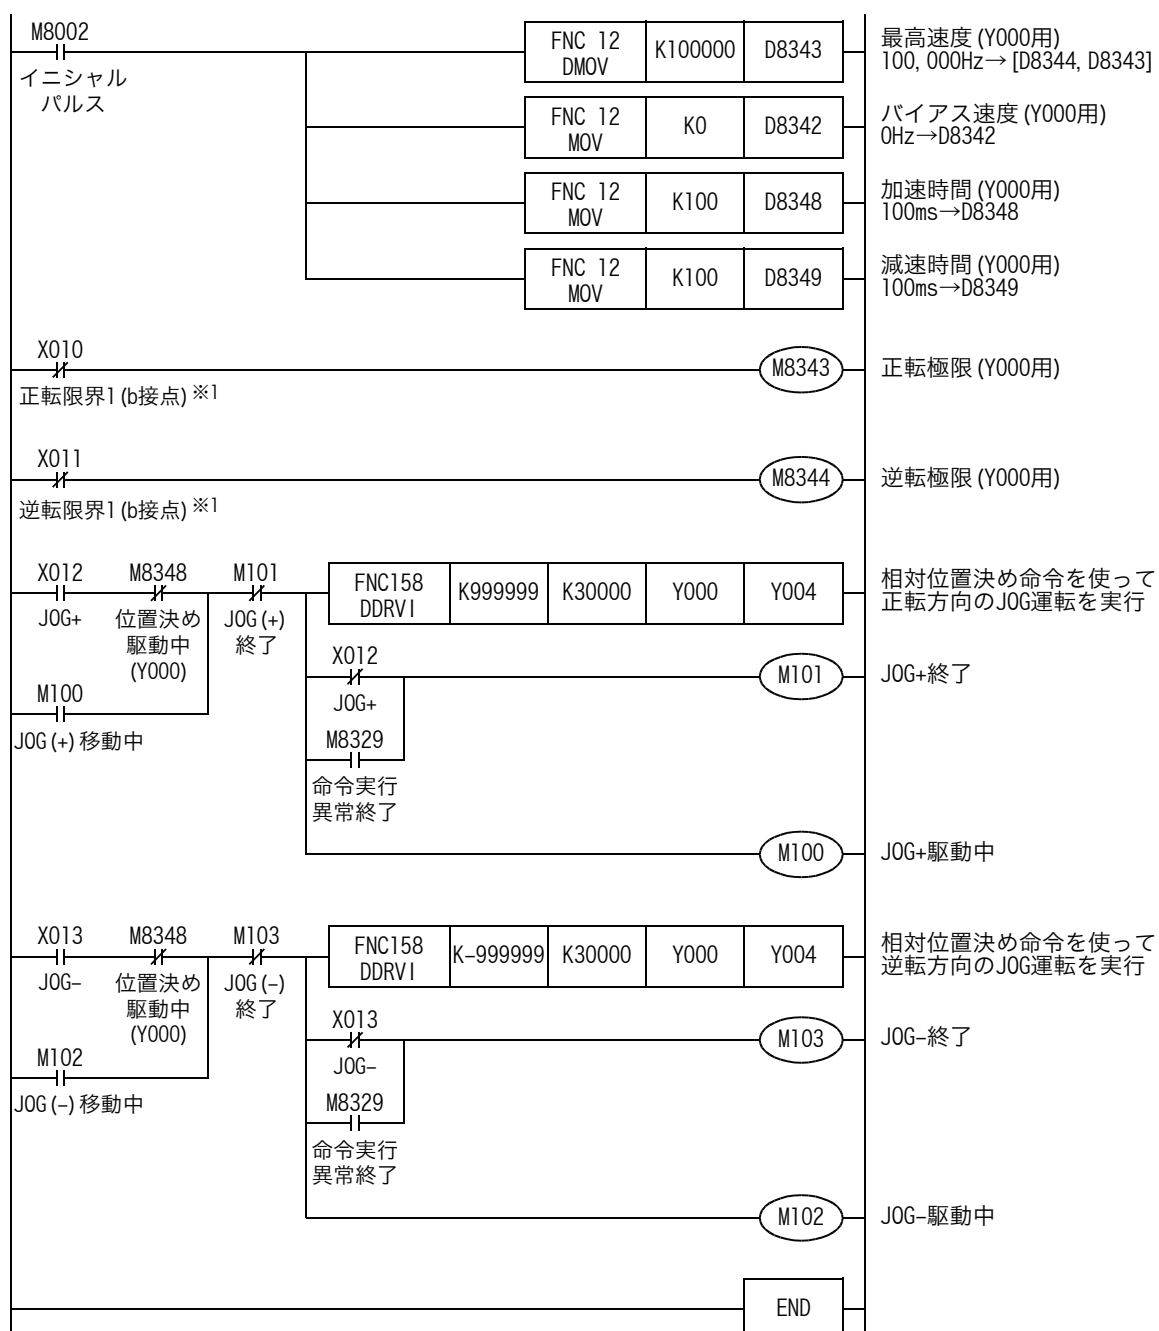 M8002
イニシャル
パルス
FNC 12
DMOV
K100000
D8343
最高速度 (Y000用)
100, 000Hz→ [D8344, D8343]
FNC 12
MOV
K0
D8342
バイアス速度 (Y000用)
0Hz→D8342
FNC 12
MOV
K100
D8348
加速時間 (Y000用)
100ms→D8348
FNC 12
MOV
K100
D8349
減速時間 (Y000用)
100ms→D8349
X010
正転限界1 (b接点) ※1
M8343
正転極限 (Y000用)
X011
逆転限界1 (b接点) ※1
M8344
逆転極限 (Y000用)
X012
JOG+
M8348
位置決め
駆動中
(Y000)
M101
JOG (+)
終了
FNC158
DDRVI
K999999
K30000
Y000
Y004
相対位置決め命令を使って
正転方向のJOG運転を実行
M100
JOG (+) 移動中
X012
JOG+
M101
JOG+終了
M8329
命令実行
異常終了
M100
JOG+駆動中
X013
JOG−
M8348
位置決め
駆動中
(Y000)
M103
JOG (−)
終了
FNC158
DDRVI
K−999999
K30000
Y000
Y004
相対位置決め命令を使って
逆転方向のJOG運転を実行
M102
JOG (−) 移動中
X013
JOG−
M103
JOG−終了
M8329
命令実行
異常終了
M102
JOG−駆動中
END